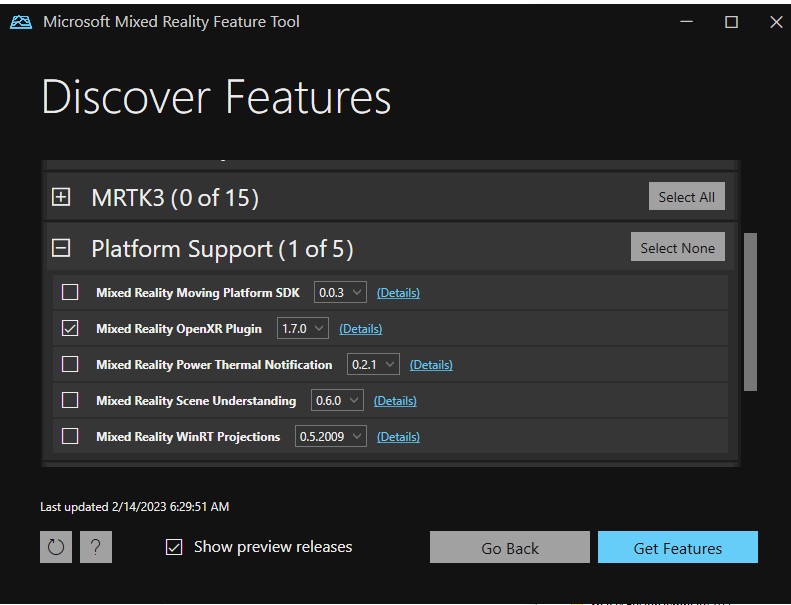 Microsoft Mixed Reality Feature Tool
Discover Features
MRTK3 (0 of 15)
Select All
Platform Support (1 of 5)
Select None
Mixed Reality Moving Platform SDK 0.0.3 (Details)
Mixed Reality OpenXR Plugin 1.7.0 (Details)
Mixed Reality Power Thermal Notification 0.2.1 (Details)
Mixed Reality Scene Understanding 0.6.0 (Details)
Mixed Reality WinRT Projections 0.5.2009 (Details)
Last updated 2/14/2023 6:29:51 AM
? Show preview releases Go Back Get Features